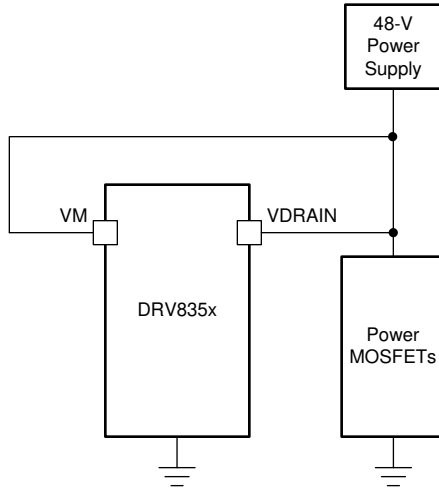 48-V
Power
Supply
VM
VDRAIN
DRV835x
Power
MOSFETs